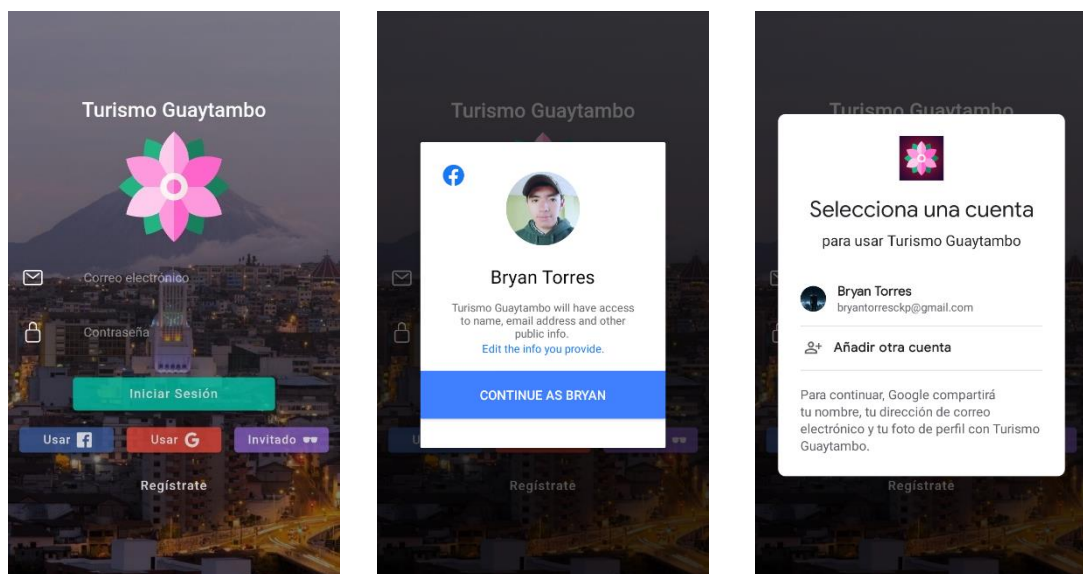 Turismo Guaytambo
Correo electrónico
Contraseña
Iniciar Sesión
Usar
Usar G
Invitado
Regístrate
Turismo Guaytambo
Bryan Torres
Turismo Guaytambo will have access
to name, email address and other
public info.
Edit the info you provide.
CONTINUE AS BRYAN
Regístrate
Turismo Guaytambo
Selecciona una cuenta
para usar Turismo Guaytambo
Bryan Torres
bryantorresckp@gmail.com
Añadir otra cuenta
Para continuar, Google compartirá
tu nombre, tu dirección de correo
electrónico y tu foto de perfil con Turismo
Guaytambo.
Regístrate